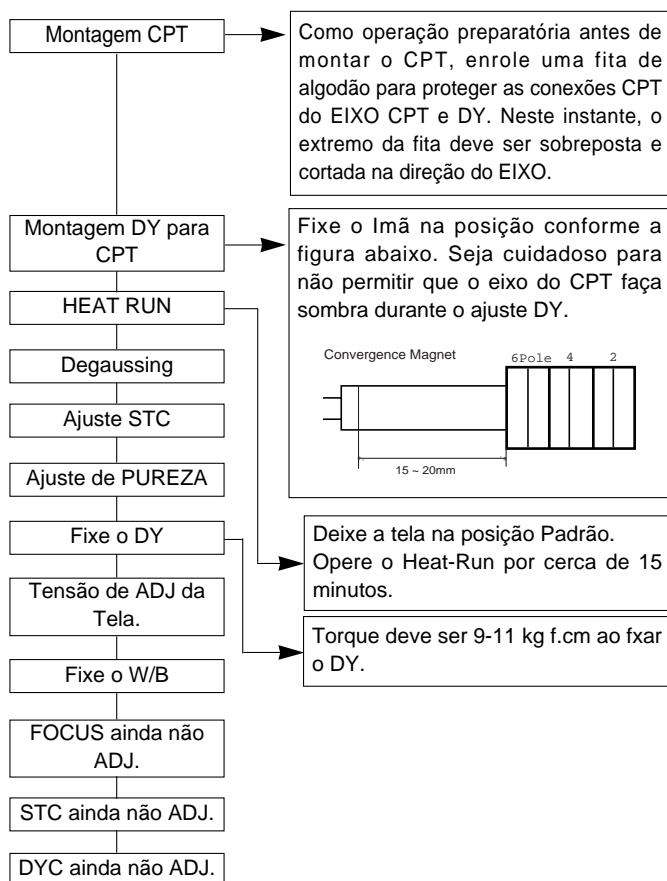 Montagem CPT
Como operação preparatória antes de
montar o CPT, enrole uma fita de
algodão para proteger as conexões CPT
do EIXO CPT e DY. Neste instante, o
extremo da fita deve ser sobreposta e
cortada na direção do EIXO.
Montagem DY para
CPT
Fixe o Imã na posição conforme a
figura abaixo. Seja cuidadoso para
não permitir que o eixo do CPT faça
sombra durante o ajuste DY.
Convergence Magnet
6Pole 4 2
15 ~ 20mm
HEAT RUN
Degaussing
Ajuste STC
Ajuste de PUREZA
Fixe o DY
Deixe a tela na posição Padrão.
Opere o Heat-Run por cerca de 15
minutos.
Tensão de ADJ da
Tela.
Torque deve ser 9-11 kg f.cm ao fxar
o DY.
Fixe o W/B
FOCUS ainda não
ADJ.
STC ainda não ADJ.
DYC ainda não ADJ.